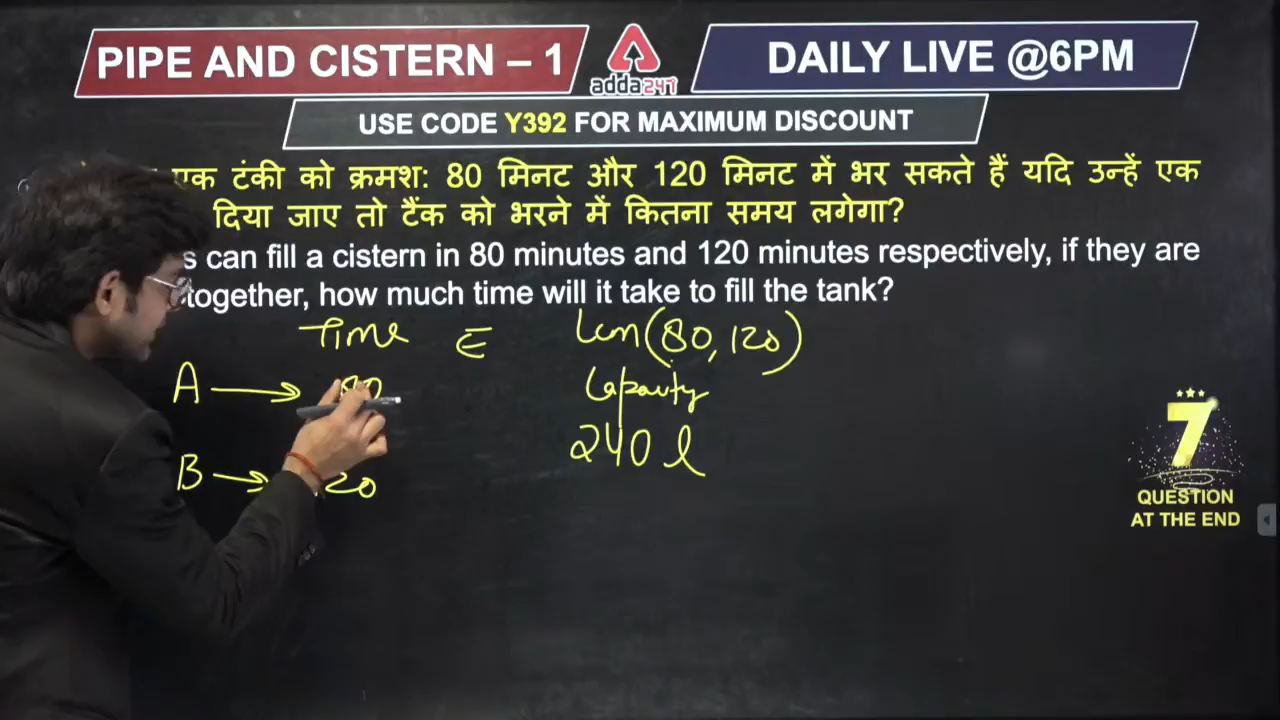 PIPE AND CISTERN – 1
adda247
DAILY LIVE @6PM
USE CODE Y392 FOR MAXIMUM DISCOUNT
एक टंकी को क्रमश: 80 मिनट और 120 मिनट में भर सकते हैं यदि उन्हें एक
दिया जाए तो टैंक को भरने में कितना समय लगेगा?
s can fill a cistern in 80 minutes and 120 minutes respectively, if they are
together, how much time will it take to fill the tank?
Time E Lcm(80,120)
A → 80 Capacity
240 l
B → 20
7
QUESTION
AT THE END